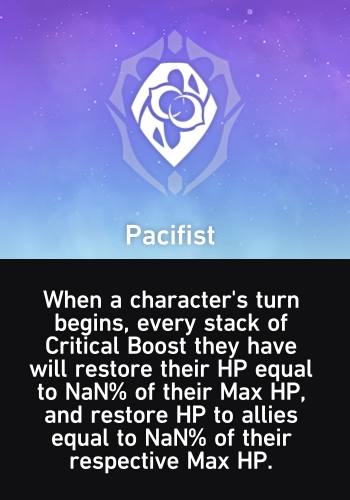 Pacifist
When a character's turn
begins, every stack of
Critical Boost they have
will restore their HP equal
to NaN% of their Max HP,
and restore HP to allies
equal to NaN% of their
respective Max HP.